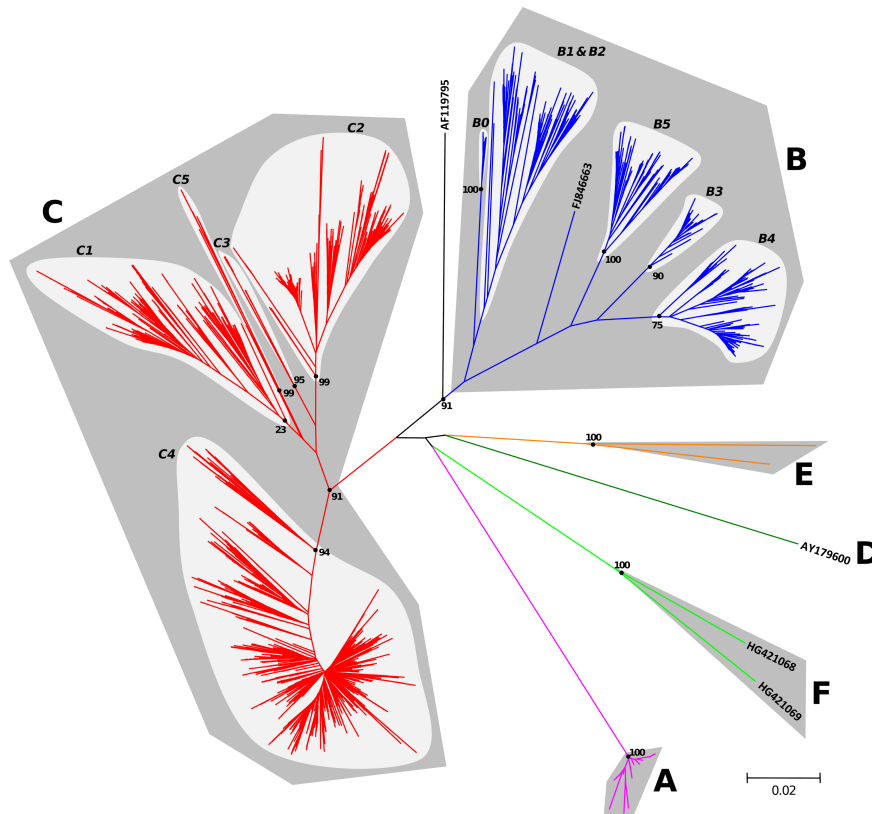 B1 & B2
AF119795
B0
B5
C2
B
100
FJ846663
C5
B3
C
C3
B4
C1
100
90
75
99
95
99
91
23
100
E
C4
91
AY179600
D
94
100
HG421068
HG421069
F
100
A
0.02